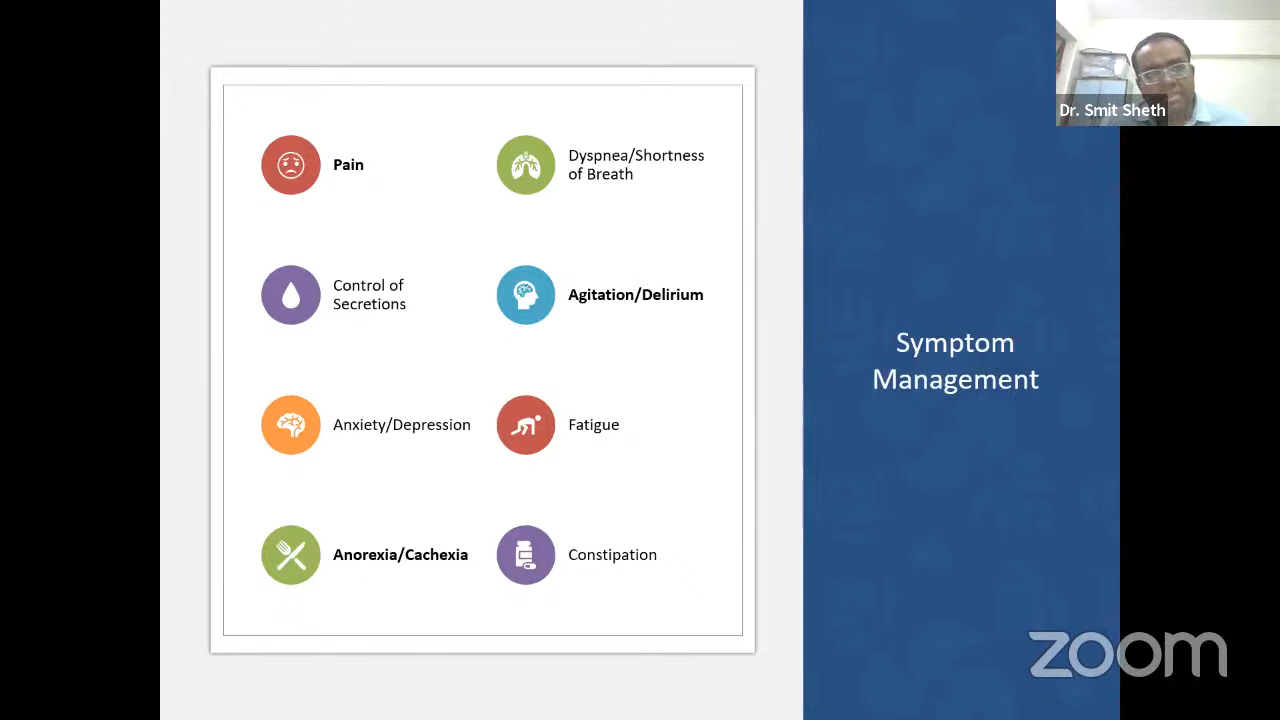 Pain
Dyspnea/Shortness
of Breath
Control of
Secretions
Agitation/Delirium
Anxiety/Depression
Fatigue
Anorexia/Cachexia
Constipation
Symptom
Management
Dr. Smit Sheth
zoom